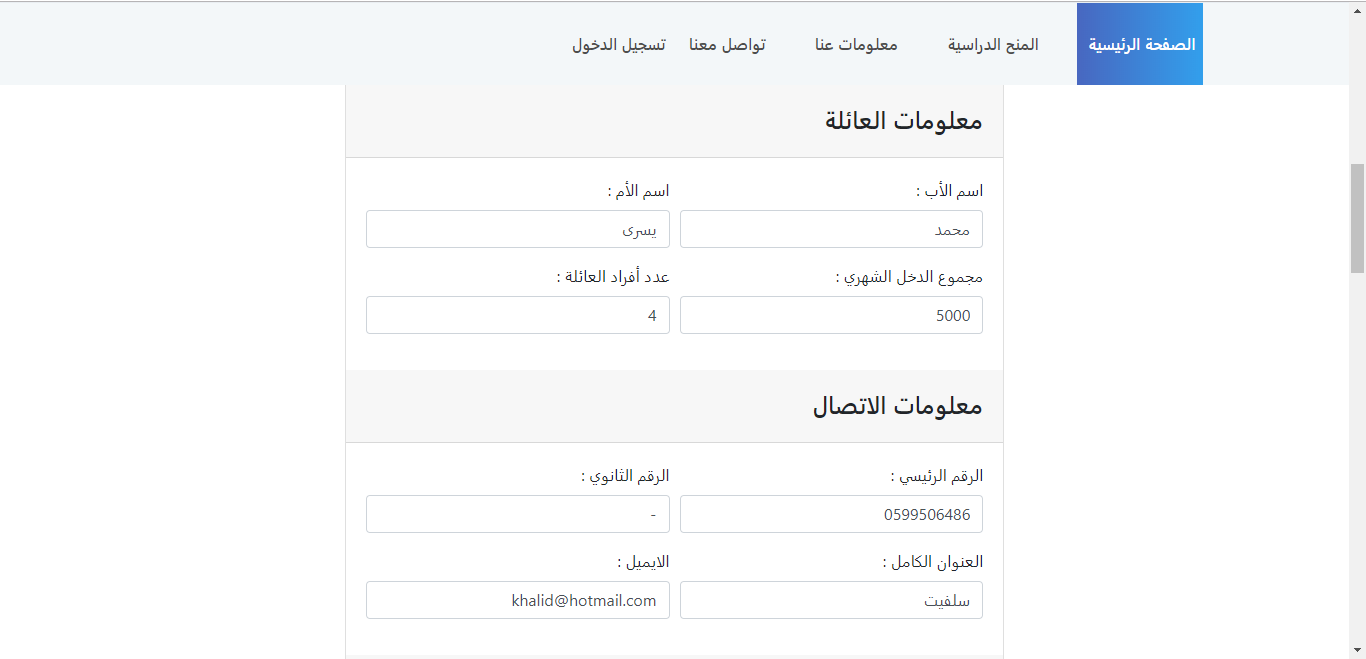 الصفحة الرئيسية المنح الدراسية معلومات عنا تواصل معنا تسجيل الدخول
معلومات العائلة
اسم الأب : اسم الأم :
محمد يسرى
مجموع الدخل الشهري : عدد أفراد العائلة :
5000 4
معلومات الاتصال
الرقم الرئيسي : الرقم الثانوي :
0599506486 -
العنوان الكامل : الايميل :
سلفيت khalid@hotmail.com